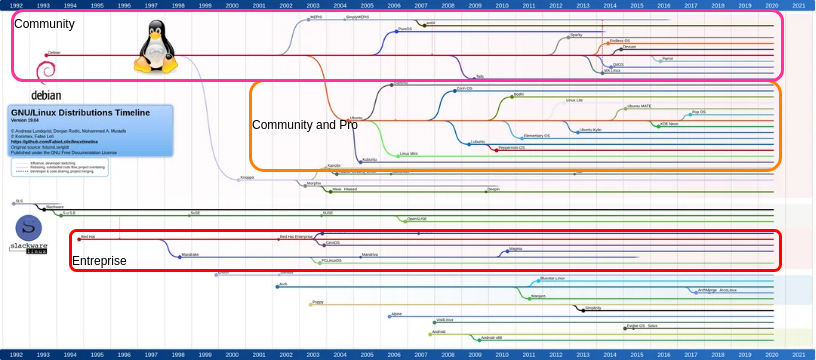 1992 1993 1994 1995 1996 1997 1998 1999 2000 2001 2002 2003 2004 2005 2006 2007 2008 2009 2010 2011 2012 2013 2014 2015 2016 2017 2018 2019 2020 2021
Community
MEPIS
SimplyMEPIS
antiX
PureOS
Sparky
Endless OS
Debian
Parrot
MX Linux
Tails
debian
Zorin OS
Bodhi
Linux Lite
Ubuntu MATE
Pop OS
GNU/Linux Distributions Timeline
Version 19.04
© Andreas Lundqvist, Donjan Rodic, Mohammed A. Mustafa
© Konimex, Fabio Loli
https://github.com/FabioLolix/linuxtimeline
Original source: futurist.se/gldt
Published under the GNU Free Documentation License
Community and Pro
Ubuntu
KDE Neon
Ubuntu Kylin
Elementary OS
Lubuntu
Peppermint OS
Linux Mint
Kubuntu
Kanotix
Knoppix
Morphix
Deepin
SLS
Slackware
S.u.S.E
SuSE
SUSE
OpenSUSE
slackware
linux
Red Hat
Red Hat Enterprise
CentOS
Mageia
Mandrake
Mandriva
Entreprise
PCLinuxOS
Arch
Manjaro
ArchLabs
Puppy
Alpine
Void Linux
Solus
Android
Android x86
1992 1993 1994 1995 1996 1997 1998 1999 2000 2001 2002 2003 2004 2005 2006 2007 2008 2009 2010 2011 2012 2013 2014 2015 2016 2017 2018 2019 2020 2021